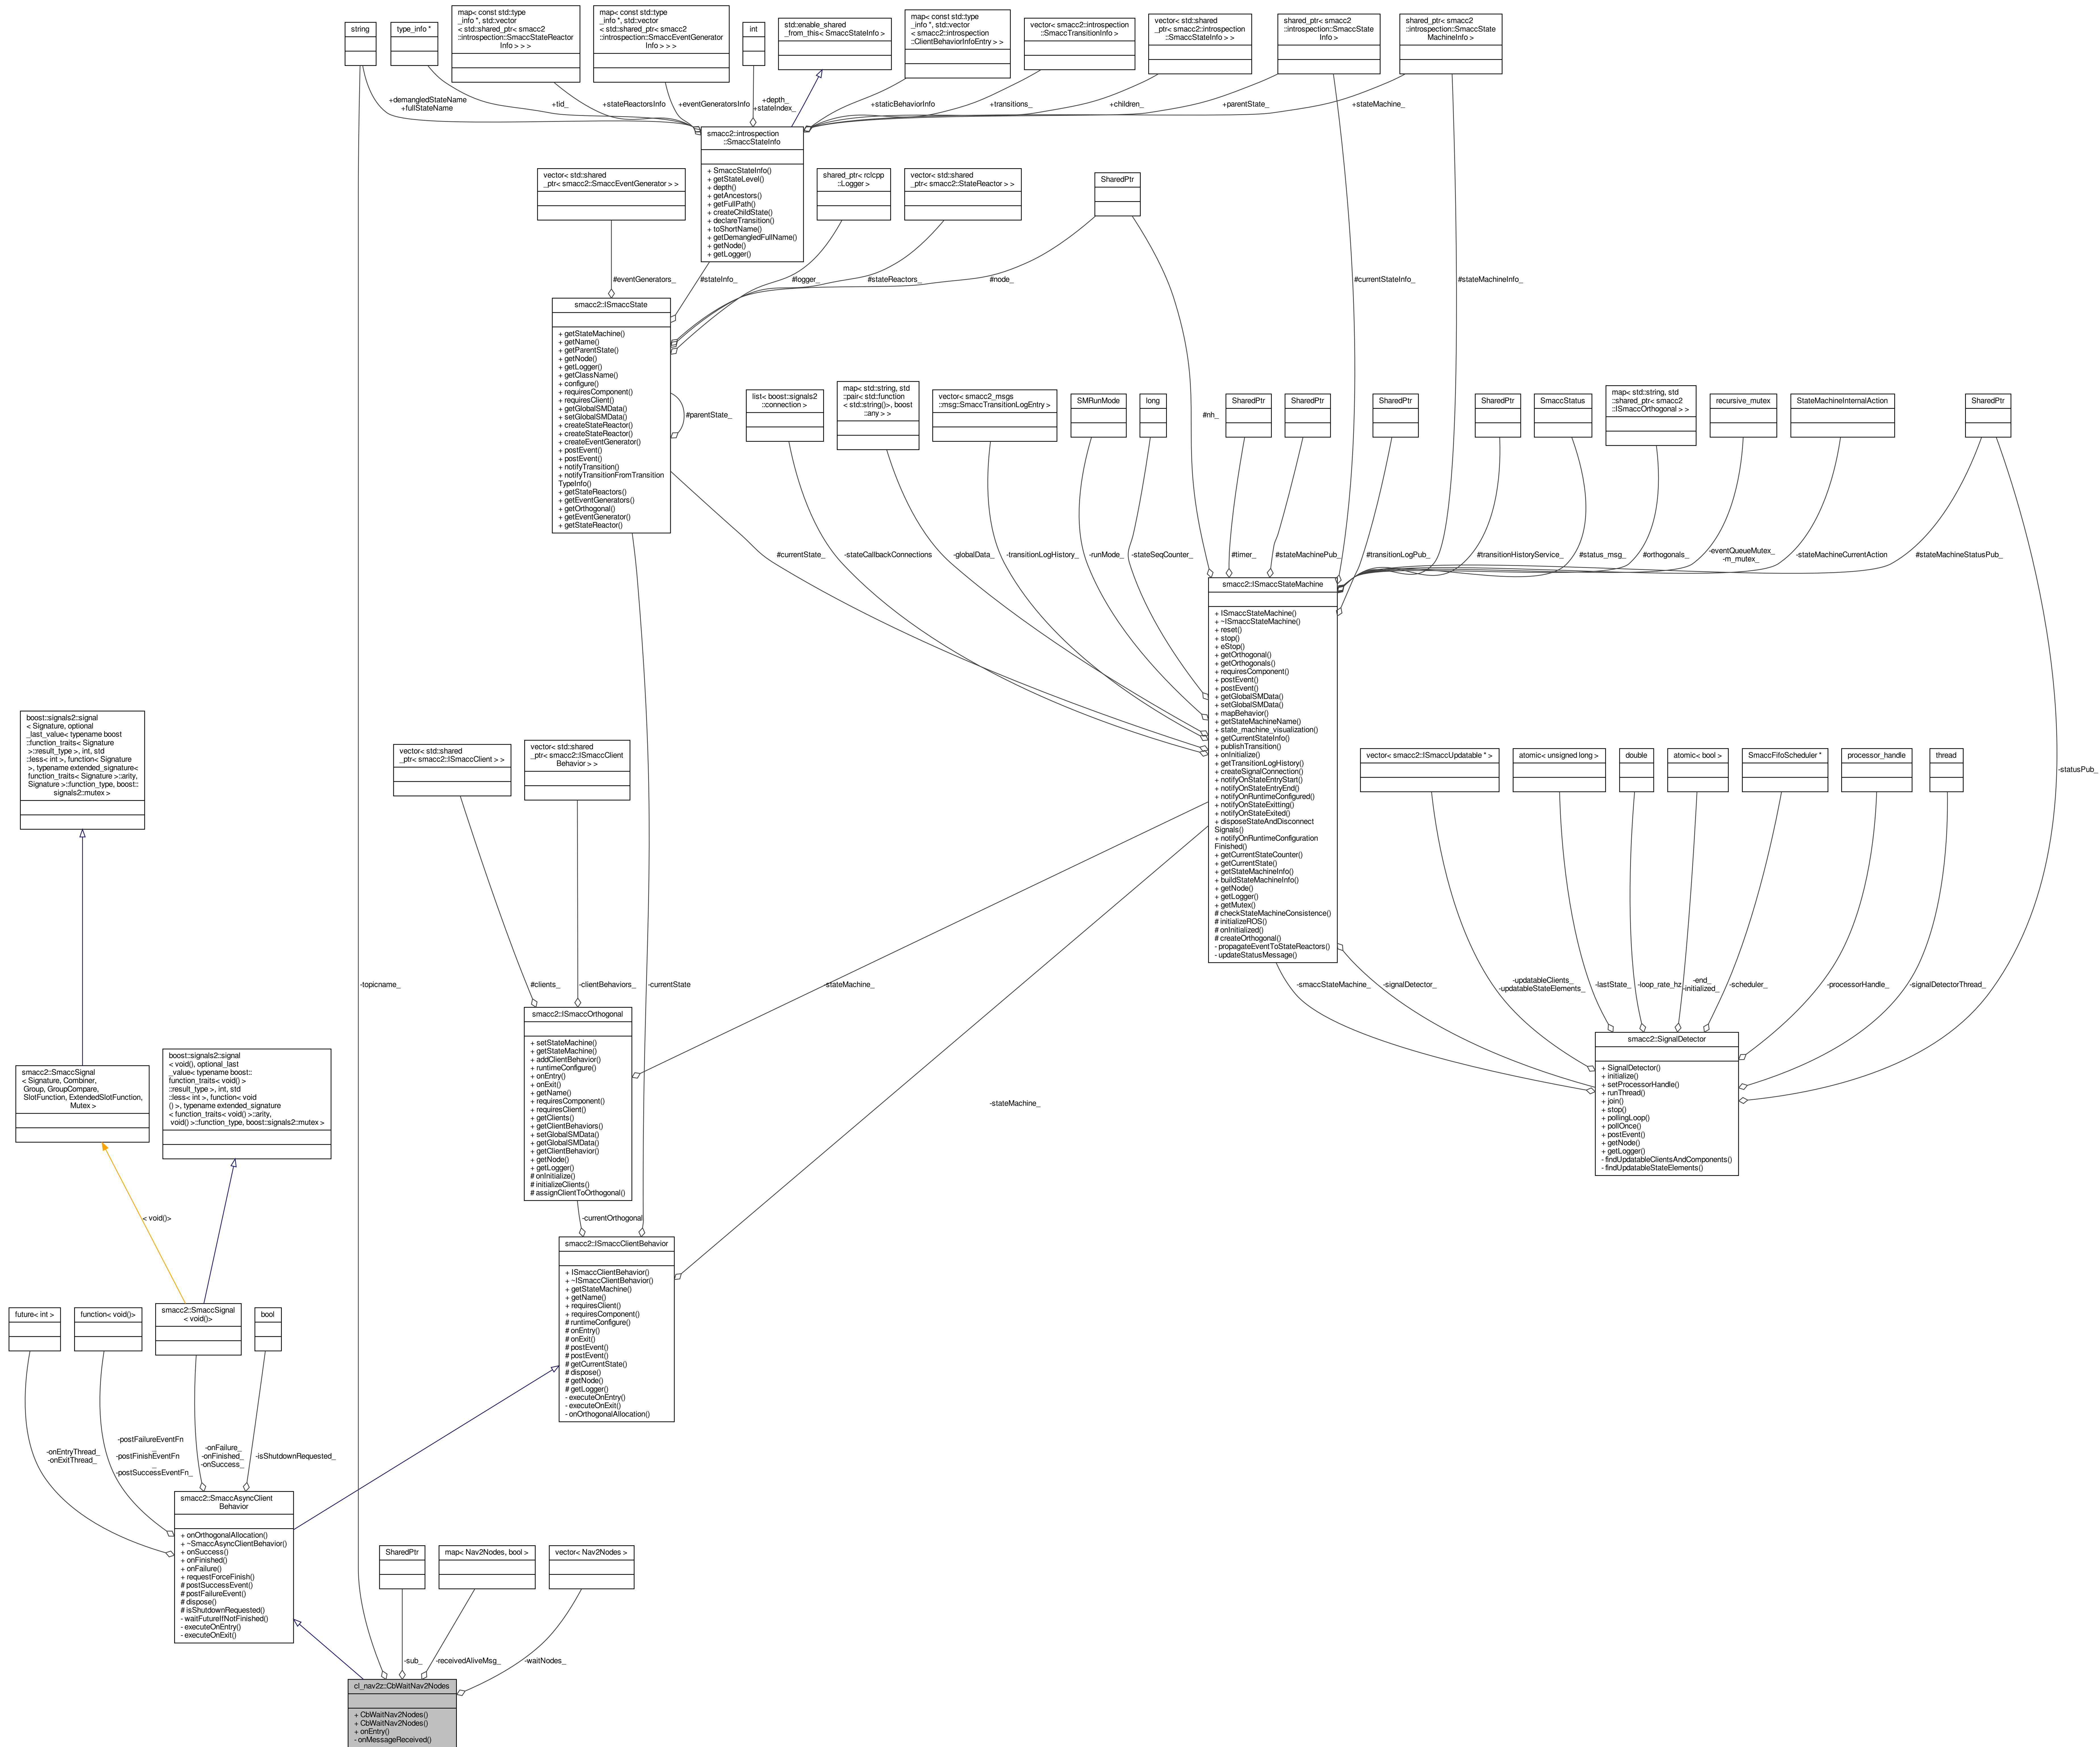 string
type_info *
map< const std::type
_info *, std::vector
< std::shared_ptr< smacc2
::introspection::SmaccStateReactor
Info > > >
map< const std::type
_info *, std::vector
< std::shared_ptr< smacc2
::introspection::SmaccEventGenerator
Info > > >
int
std::enable_shared
_from_this< SmaccStateInfo >
map< const std::type
_info *, std::vector
< smacc2::introspection
::ClientBehaviorInfoEntry > >
vector< smacc2::introspection
::SmaccTransitionInfo >
vector< std::shared
_ptr< smacc2::introspection
::SmaccStateInfo > >
shared_ptr< smacc2
::introspection::SmaccState
Info >
shared_ptr< smacc2
::introspection::SmaccState
MachineInfo >
+demangledStateName
+fullStateName
+tid_
+stateReactorsInfo
+eventGeneratorsInfo
+depth_
+stateIndex_
+staticBehaviorInfo
+transitions_
+children_
+parentState_
+stateMachine_
smacc2::introspection
::SmaccStateInfo
+ SmaccStateInfo()
+ getStateLevel()
+ depth()
+ getAncestors()
+ getFullPath()
+ createChildState()
+ declareTransition()
+ toShortName()
+ getDemangledFullName()
+ getNode()
+ getLogger()
vector< std::shared
_ptr< smacc2::SmaccEventGenerator > >
shared_ptr< rclcpp
::Logger >
vector< std::shared
_ptr< smacc2::StateReactor > >
SharedPtr
#eventGenerators_
#stateInfo_
#logger_
#stateReactors_
#node_
#currentStateInfo_
#stateMachineInfo_
smacc2::ISmaccState
+ getStateMachine()
+ getName()
+ getParentState()
+ getNode()
+ getLogger()
+ getClassName()
+ configure()
+ requiresComponent()
+ requiresClient()
+ getGlobalSMData()
+ setGlobalSMData()
+ createStateReactor()
+ createStateReactor()
+ createEventGenerator()
+ postEvent()
+ postEvent()
+ notifyTransition()
+ notifyTransitionFromTransition
TypeInfo()
+ getStateReactors()
+ getEventGenerators()
+ getOrthogonal()
+ getEventGenerator()
+ getStateReactor()
#parentState_
list< boost::signals2
::connection >
map< std::string, std
::pair< std::function
< std::string()>, boost
::any > >
vector< smacc2_msgs
::msg::SmaccTransitionLogEntry >
SMRunMode
long
#nh_
SharedPtr
SharedPtr
SharedPtr
SharedPtr
SmaccStatus
map< std::string, std
::shared_ptr< smacc2
::ISmaccOrthogonal > >
recursive_mutex
StateMachineInternalAction
SharedPtr
#currentState_
-stateCallbackConnections
-globalData_
-transitionLogHistory_
-runMode_
-stateSeqCounter_
#timer_
#stateMachinePub_
#transitionLogPub_
#transitionHistoryService_
#status_msg_
#orthogonals_
-eventQueueMutex_
-m_mutex_
-stateMachineCurrentAction
#stateMachineStatusPub_
smacc2::ISmaccStateMachine
+ ISmaccStateMachine()
+ ~ISmaccStateMachine()
+ reset()
+ stop()
+ eStop()
+ getOrthogonal()
+ getOrthogonals()
+ requiresComponent()
+ postEvent()
+ postEvent()
+ getGlobalSMData()
+ setGlobalSMData()
+ mapBehavior()
+ getStateMachineName()
+ state_machine_visualization()
+ getCurrentStateInfo()
+ publishTransition()
+ onInitialize()
+ getTransitionLogHistory()
+ createSignalConnection()
+ notifyOnStateEntryStart()
+ notifyOnStateEntryEnd()
+ notifyOnRuntimeConfigured()
+ notifyOnStateExitting()
+ notifyOnStateExited()
+ disposeStateAndDisconnect
Signals()
+ notifyOnRuntimeConfiguration
Finished()
+ getCurrentStateCounter()
+ getCurrentState()
+ getStateMachineInfo()
+ buildStateMachineInfo()
+ getNode()
+ getLogger()
+ getMutex()
# checkStateMachineConsistence()
# initializeROS()
# onInitialized()
# createOrthogonal()
- propagateEventToStateReactors()
- updateStatusMessage()
boost::signals2::signal
< Signature, optional
_last_value< typename boost
::function_traits< Signature
>::result_type >, int, std
::less< int >, function< Signature
>, typename extended_signature<
function_traits< Signature >::arity,
Signature >::function_type, boost::
signals2::mutex >
vector< std::shared
_ptr< smacc2::ISmaccClient > >
vector< std::shared
_ptr< smacc2::ISmaccClient
Behavior > >
vector< smacc2::ISmaccUpdatable * >
atomic< unsigned long >
double
atomic< bool >
SmaccFifoScheduler *
processor_handle
thread
-statusPub_
-topicname_
#clients_
-clientBehaviors_
-currentState
-stateMachine_
-smaccStateMachine_
-signalDetector_
-updatableClients_
-updatableStateElements_
-lastState_
-loop_rate_hz
-end_
-initialized_
-scheduler_
-processorHandle_
-signalDetectorThread_
smacc2::ISmaccOrthogonal
+ setStateMachine()
+ getStateMachine()
+ addClientBehavior()
+ runtimeConfigure()
+ onEntry()
+ onExit()
+ getName()
+ requiresComponent()
+ requiresClient()
+ getClients()
+ getClientBehaviors()
+ setGlobalSMData()
+ getGlobalSMData()
+ getClientBehavior()
+ getNode()
+ getLogger()
# onInitialize()
# initializeClients()
# assignClientToOrthogonal()
smacc2::SignalDetector
+ SignalDetector()
+ initialize()
+ setProcessorHandle()
+ runThread()
+ join()
+ stop()
+ pollingLoop()
+ pollOnce()
+ postEvent()
+ getNode()
+ getLogger()
- findUpdatableClientsAndComponents()
- findUpdatableStateElements()
smacc2::SmaccSignal
< Signature, Combiner,
Group, GroupCompare,
SlotFunction, ExtendedSlotFunction,
Mutex >
boost::signals2::signal
< void(), optional_last
_value< typename boost::
function_traits< void() >
::result_type >, int, std
::less< int >, function< void
() >, typename extended_signature
< function_traits< void() >::arity,
void() >::function_type, boost::signals2::mutex >
-stateMachine_
< void()>
-currentOrthogonal
smacc2::ISmaccClientBehavior
+ ISmaccClientBehavior()
+ ~ISmaccClientBehavior()
+ getStateMachine()
+ getName()
+ requiresClient()
+ requiresComponent()
# runtimeConfigure()
# onEntry()
# onExit()
# postEvent()
# postEvent()
# getCurrentState()
# dispose()
# getNode()
# getLogger()
- executeOnEntry()
- executeOnExit()
- onOrthogonalAllocation()
future< int >
function< void()>
smacc2::SmaccSignal
< void()>
bool
-onEntryThread_
-onExitThread_
-postFailureEventFn
_
-postFinishEventFn
_
-postSuccessEventFn_
-onFailure_
-onFinished_
-onSuccess_
-isShutdownRequested_
smacc2::SmaccAsyncClient
Behavior
+ onOrthogonalAllocation()
+ ~SmaccAsyncClientBehavior()
+ onSuccess()
+ onFinished()
+ onFailure()
+ requestForceFinish()
# postSuccessEvent()
# postFailureEvent()
# dispose()
# isShutdownRequested()
- waitFutureIfNotFinished()
- executeOnEntry()
- executeOnExit()
SharedPtr
map< Nav2Nodes, bool >
vector< Nav2Nodes >
-sub_
-receivedAliveMsg_
-waitNodes_
cl_nav2z::CbWaitNav2Nodes
+ CbWaitNav2Nodes()
+ CbWaitNav2Nodes()
+ onEntry()
- onMessageReceived()